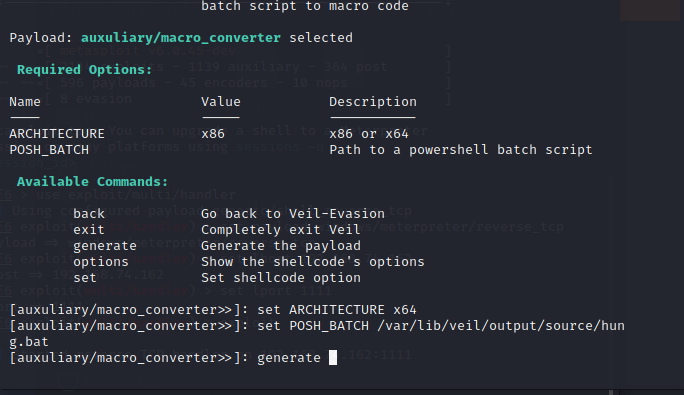 batch script to macro code
Payload: auxuliary/macro_converter selected
Required Options:
Name Value Description
ARCHITECTURE x86 x86 or x64
POSH_BATCH Path to a powershell batch script
Available Commands:
back Go back to Veil-Evasion
exit Completely exit Veil
generate Generate the payload
options Show the shellcode's options
set Set shellcode option
[auxuliary/macro_converter>>]: set ARCHITECTURE x64
[auxuliary/macro_converter>>]: set POSH_BATCH /var/lib/veil/output/source/hun
g.bat
[auxuliary/macro_converter>>]: generate